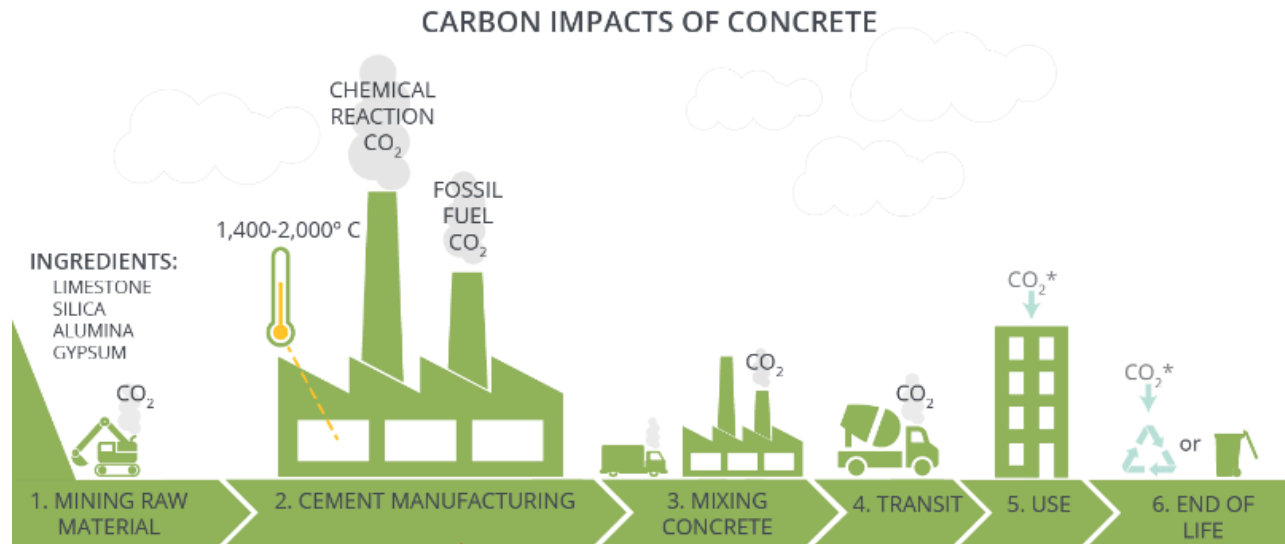 CARBON IMPACTS OF CONCRETE
CHEMICAL
REACTION
CO₂
FOSSIL
FUEL
CO₂
1,400-2,000º C
INGREDIENTS:
LIMESTONE
SILICA
ALUMINA
GYPSUM
CO₂
CO₂
CO₂
CO₂*
CO₂*
or
1. MINING RAW
MATERIAL
2. CEMENT MANUFACTURING
3. MIXING
CONCRETE
4. TRANSIT
5. USE
6. END OF
LIFE